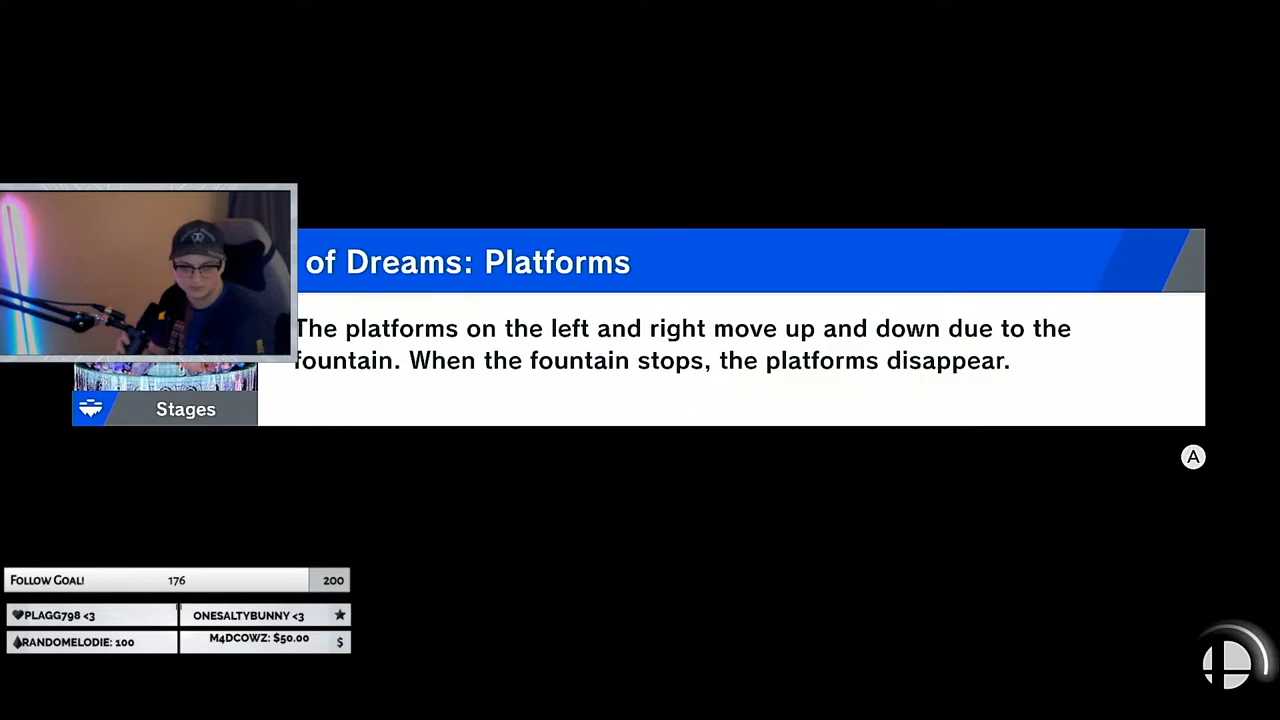 of Dreams: Platforms
The platforms on the left and right move up and down due to the
fountain. When the fountain stops, the platforms disappear.
Stages
A
FOLLOW GOAL! 176 200
PLAGG798 <3 ONESALTYBUNNY <3
RANDOMELODIE: 100 M4DCOWZ: $50.00 $